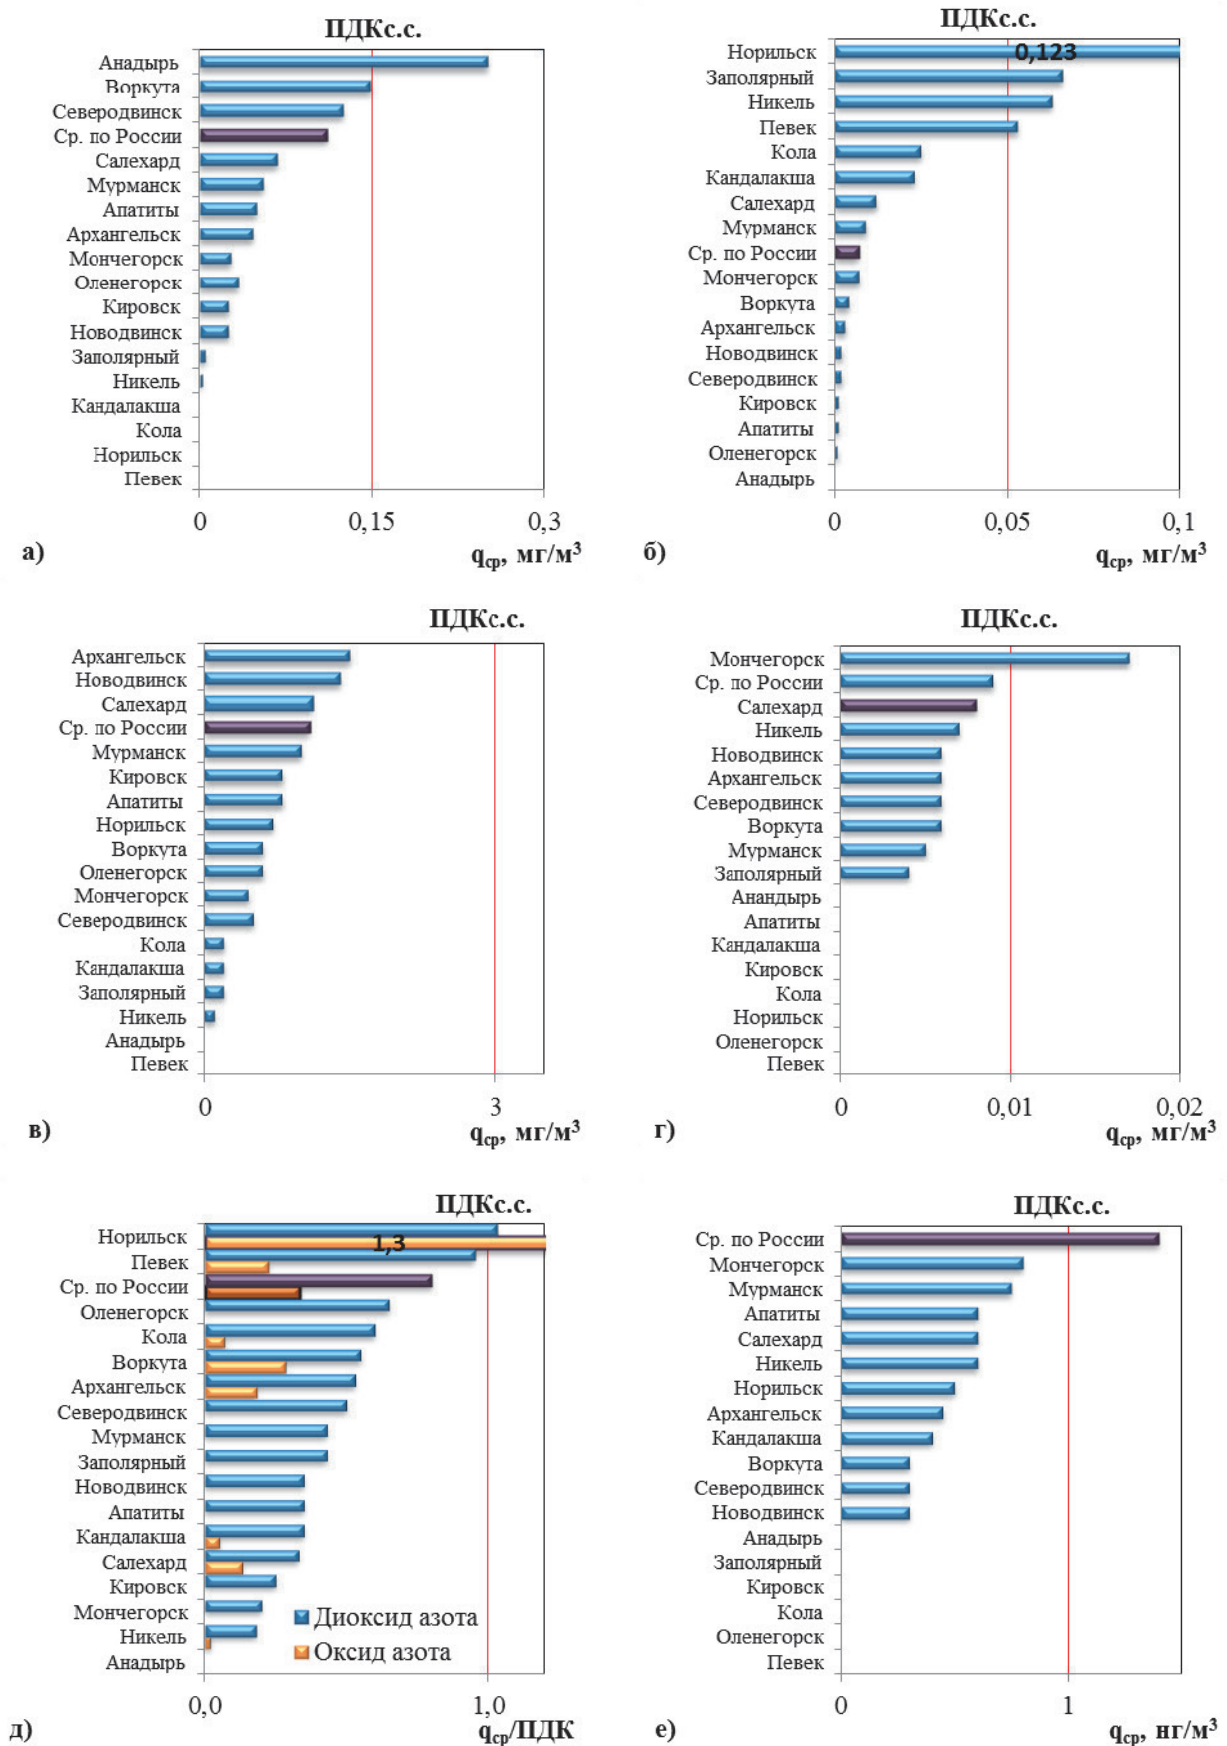 ПДКс.с.
Анадырь
Воркута
Северодвинск
Ср. по России
Салехард
Мурманск
Апатиты
Архангельск
Мончегорск
Оленегорск
Кировск
Новодвинск
Заполярный
Никель
Кандалакша
Кола
Норильск
Певек
0 0,15 0,3
а) qср, мг/м³
ПДКс.с.
Норильск 0,123
Заполярный
Никель
Певек
Кола
Кандалакша
Салехард
Мурманск
Ср. по России
Мончегорск
Воркута
Архангельск
Новодвинск
Северодвинск
Кировск
Апатиты
Оленегорск
Анадырь
0 0,05 0,1
б) qср, мг/м³
ПДКс.с.
Архангельск
Новодвинск
Салехард
Ср. по России
Мурманск
Кировск
Апатиты
Норильск
Воркута
Оленегорск
Мончегорск
Северодвинск
Кола
Кандалакша
Заполярный
Никель
Анадырь
Певек
0 3
в) qср, мг/м³
ПДКс.с.
Мончегорск
Ср. по России
Салехард
Никель
Новодвинск
Архангельск
Северодвинск
Воркута
Мурманск
Заполярный
Анандырь
Апатиты
Кандалакша
Кировск
Кола
Норильск
Оленегорск
Певек
0 0,01 0,02
г) qср, мг/м³
ПДКс.с.
Норильск 1,3
Певек
Ср. по России
Оленегорск
Кола
Воркута
Архангельск
Северодвинск
Мурманск
Заполярный
Новодвинск
Апатиты
Кандалакша
Салехард
Кировск
Мончегорск
Никель
Анадырь
Диоксид азота
Оксид азота
0,0 1,0
д) qср/ПДК
ПДКс.с.
Ср. по России
Мончегорск
Мурманск
Апатиты
Салехард
Никель
Норильск
Архангельск
Кандалакша
Воркута
Северодвинск
Новодвинск
Анадырь
Заполярный
Кировск
Кола
Оленегорск
Певек
0 1
е) qср, нг/м³